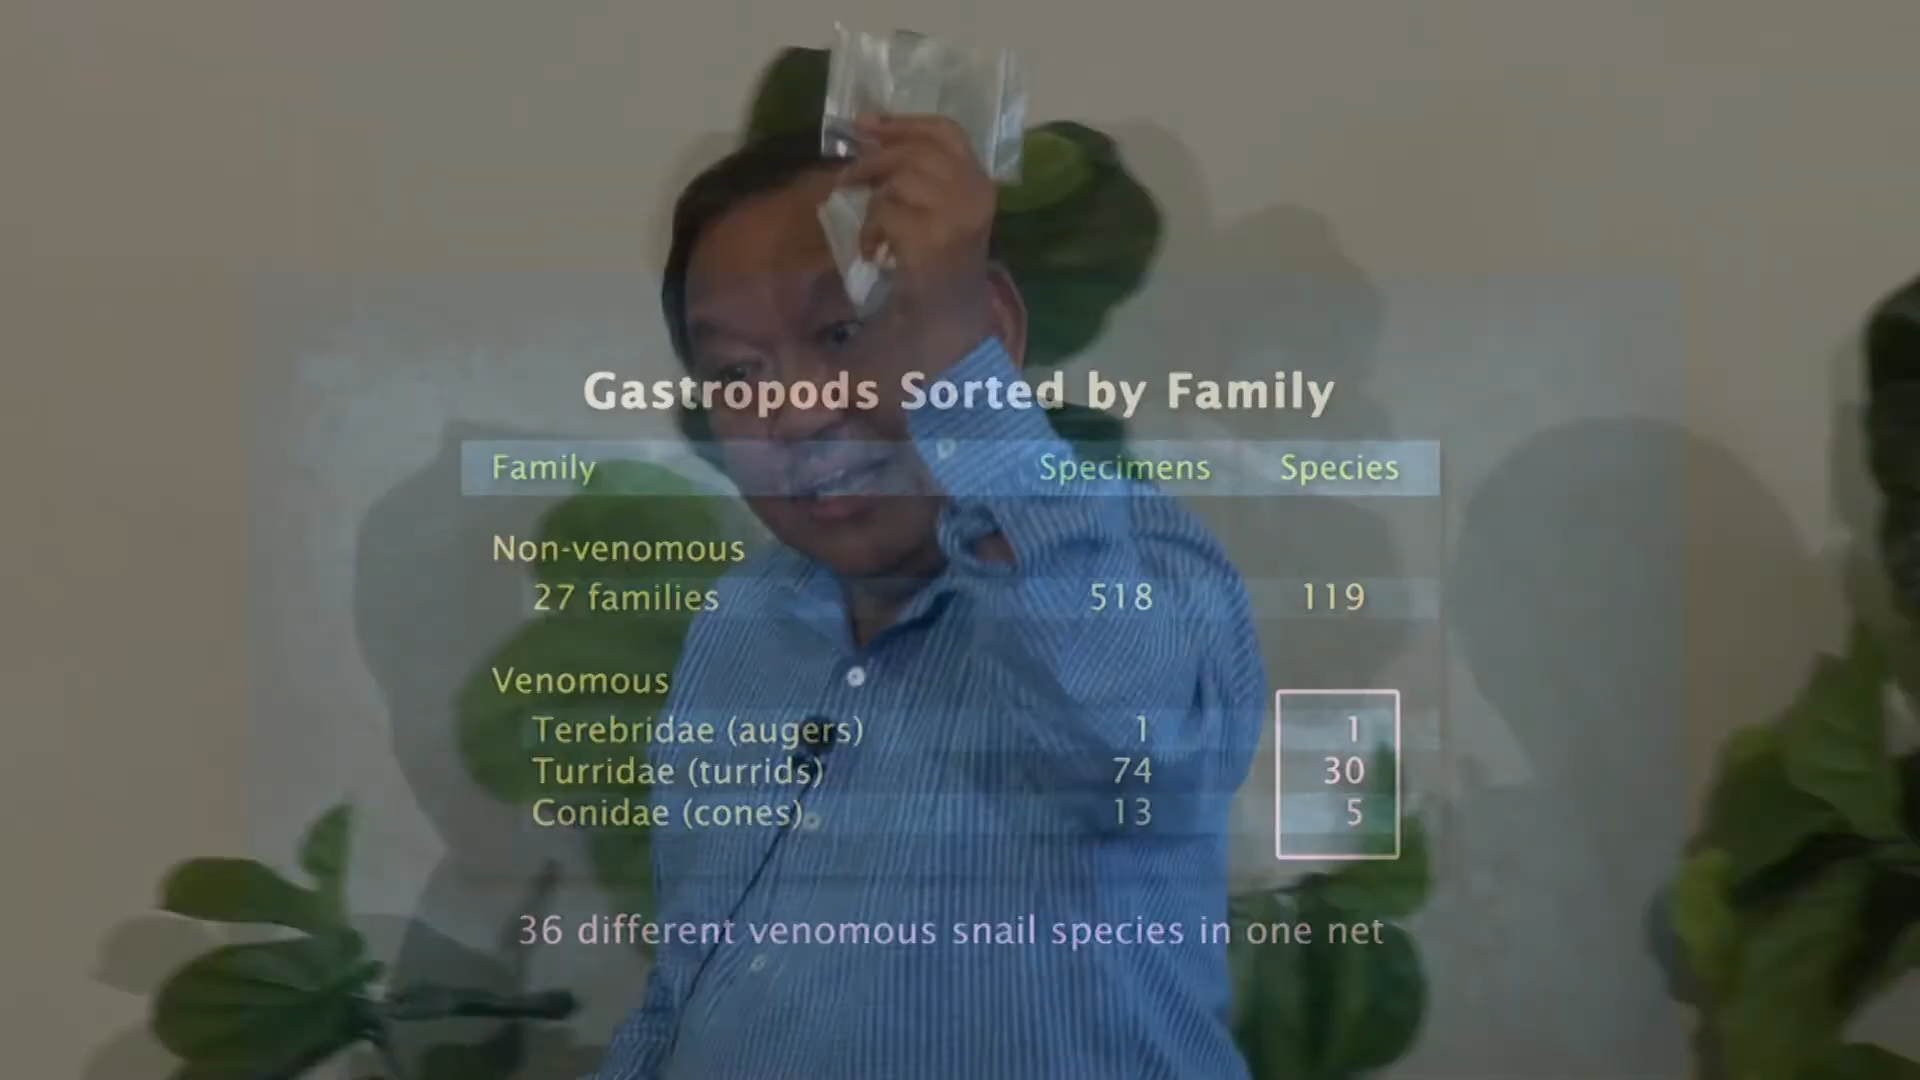 Gastropods Sorted by Family
Family Specimens Species
Non-venomous
27 families 518 119
Venomous
Terebridae (augers) 1 1
Turridae (turrids) 74 30
Conidae (cones) 13 5
36 different venomous snail species in one net